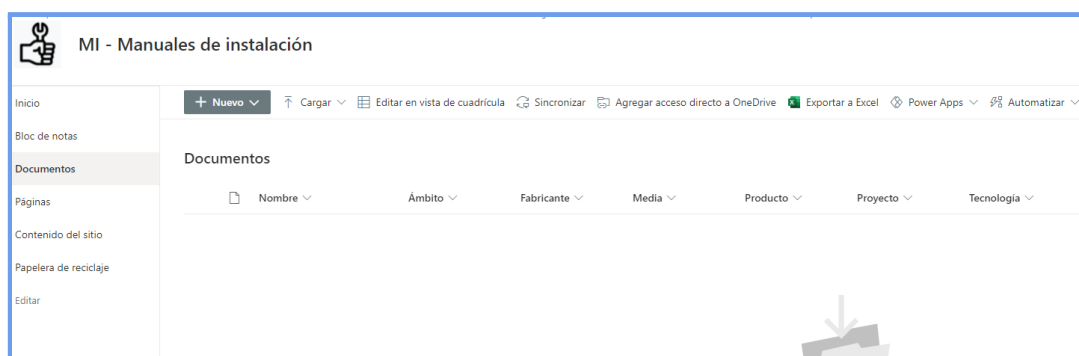 MI - Manuales de instalación
Inicio
Bloc de notas
Documentos
Páginas
Contenido del sitio
Papelera de reciclaje
Editar
Nuevo Cargar Editar en vista de cuadrícula Sincronizar Agregar acceso directo a OneDrive Exportar a Excel Power Apps Automatizar
Documentos
Nombre Ámbito Fabricante Media Producto Proyecto Tecnología